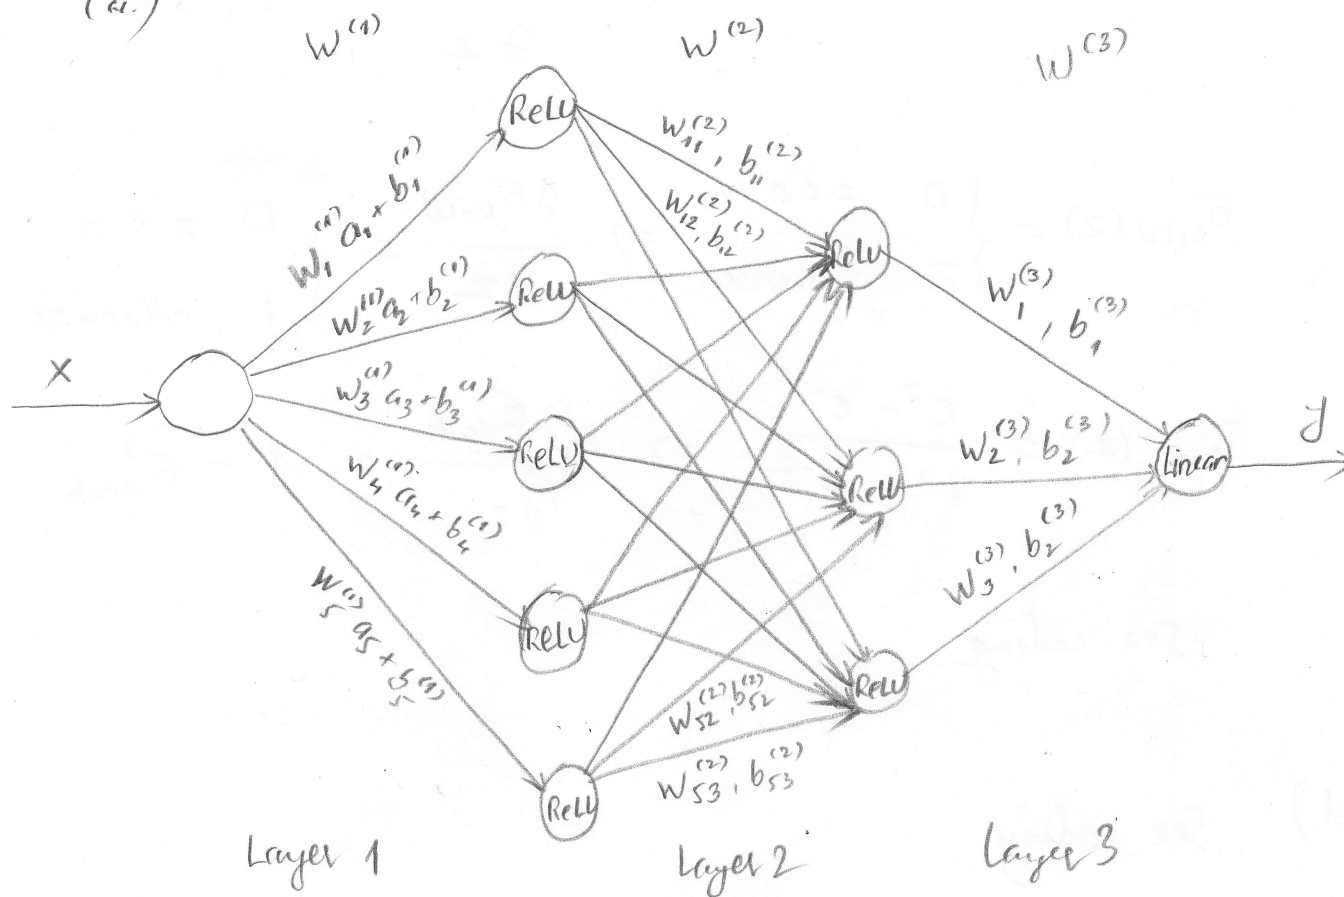 (a.)
W^(1) W^(2) W^(3)
ReLU
W_11^(2), b_11^(2)
W_1^(1) a_1 + b_1^(1)
W_12^(2), b_12^(2)
ReLU
ReLU
W_2^(1) a_2 + b_2^(1)
W_1^(3), b_1^(3)
x
W_3^(1) a_3 + b_3^(1)
ReLU
W_2^(3), b_2^(3)
y
Linear
W_4^(1) a_4 + b_4^(1)
ReLU
W_3^(3), b_2^(3)
W_5^(1) a_5 + b_5^(1)
ReLU
ReLU
W_52^(2), b_52^(2)
W_53^(2), b_53^(2)
ReLU
Layer 1 Layer 2 Layer 3